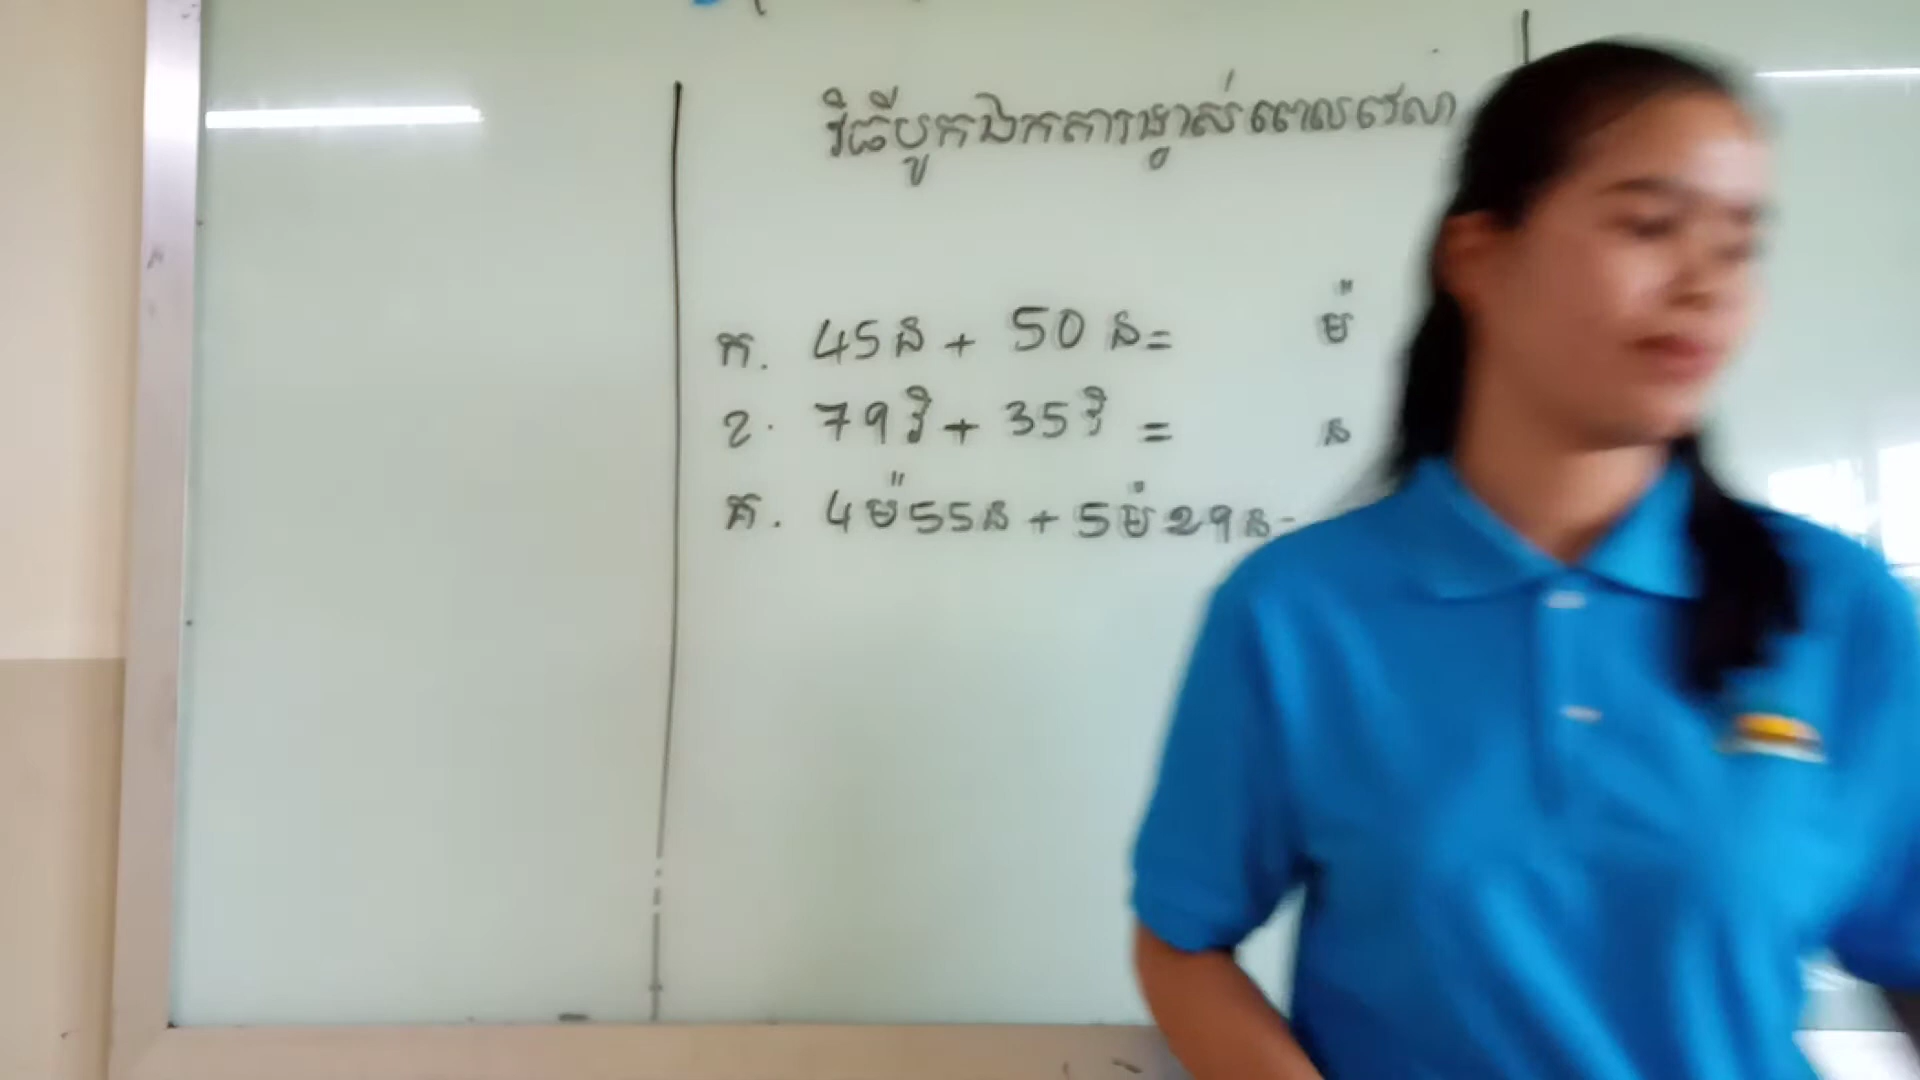 វិធីបូកឯកតារង្វាស់ពេលវេលា
ក. 45ន + 50 ន= ម៉
ខ. 79វិ + 35វិ = ន
គ. 4ម៉55ន + 5ម៉29ន=